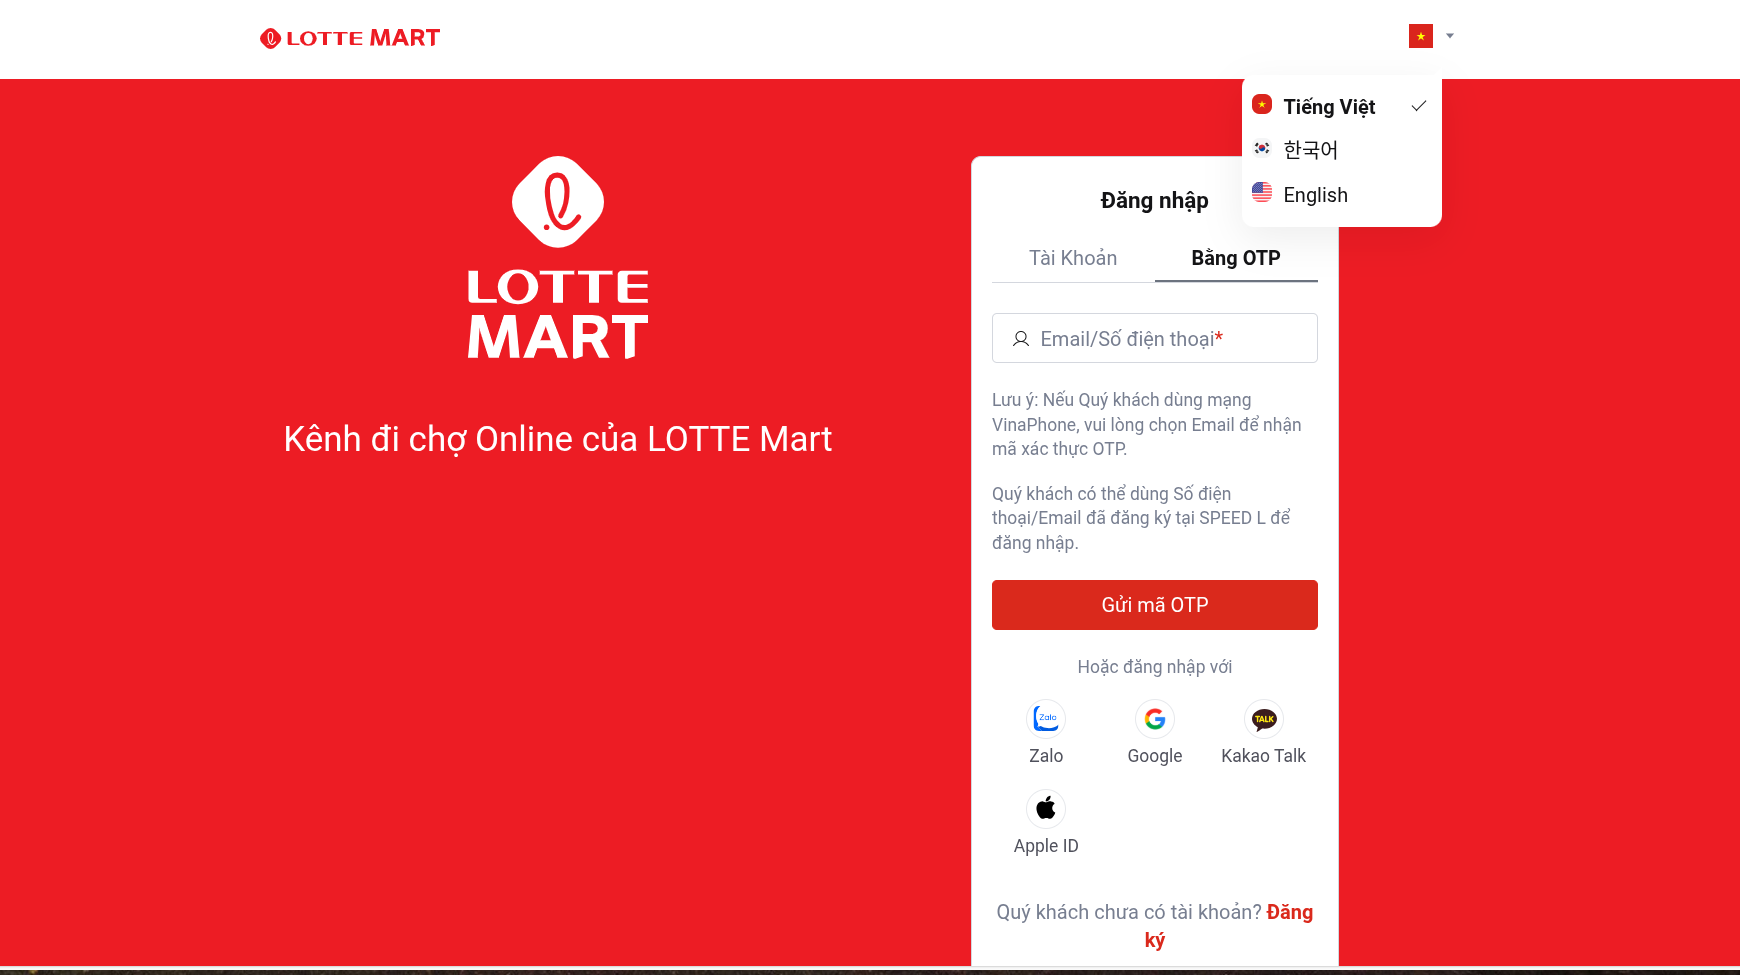 LOTTE MART
Tiếng Việt
한국어
English
LOTTE
MART
Kênh đi chợ Online của LOTTE Mart
Đăng nhập
Tài Khoản
Bằng OTP
Email/Số điện thoại*
Lưu ý: Nếu Quý khách dùng mạng
VinaPhone, vui lòng chọn Email để nhận
mã xác thực OTP.
Quý khách có thể dùng Số điện
thoại/Email đã đăng ký tại SPEED L để
đăng nhập.
Gửi mã OTP
Hoặc đăng nhập với
Zalo
Zalo
Google
TALK
Kakao Talk
Apple ID
Quý khách chưa có tài khoản? Đăng
ký